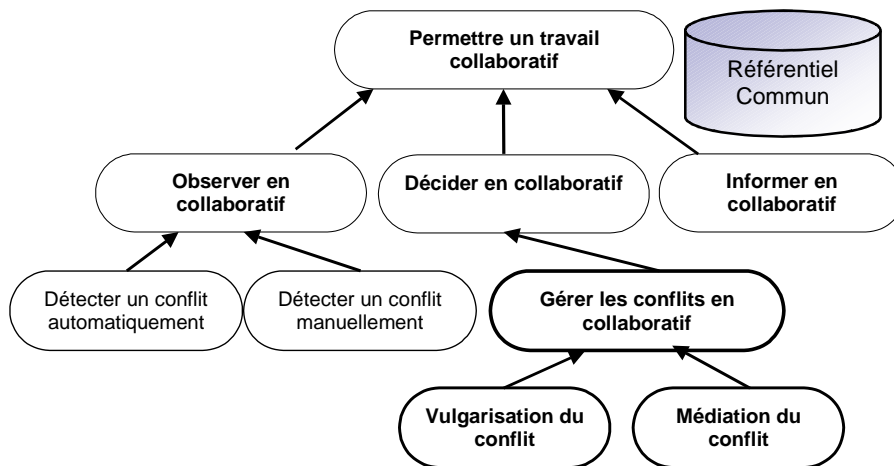 Permettre un travail
collaboratif
Référentiel
Commun
Observer en
collaboratif
Décider en collaboratif
Informer en
collaboratif
Détecter un conflit
automatiquement
Détecter un conflit
manuellement
Gérer les conflits en
collaboratif
Vulgarisation du
conflit
Médiation du
conflit